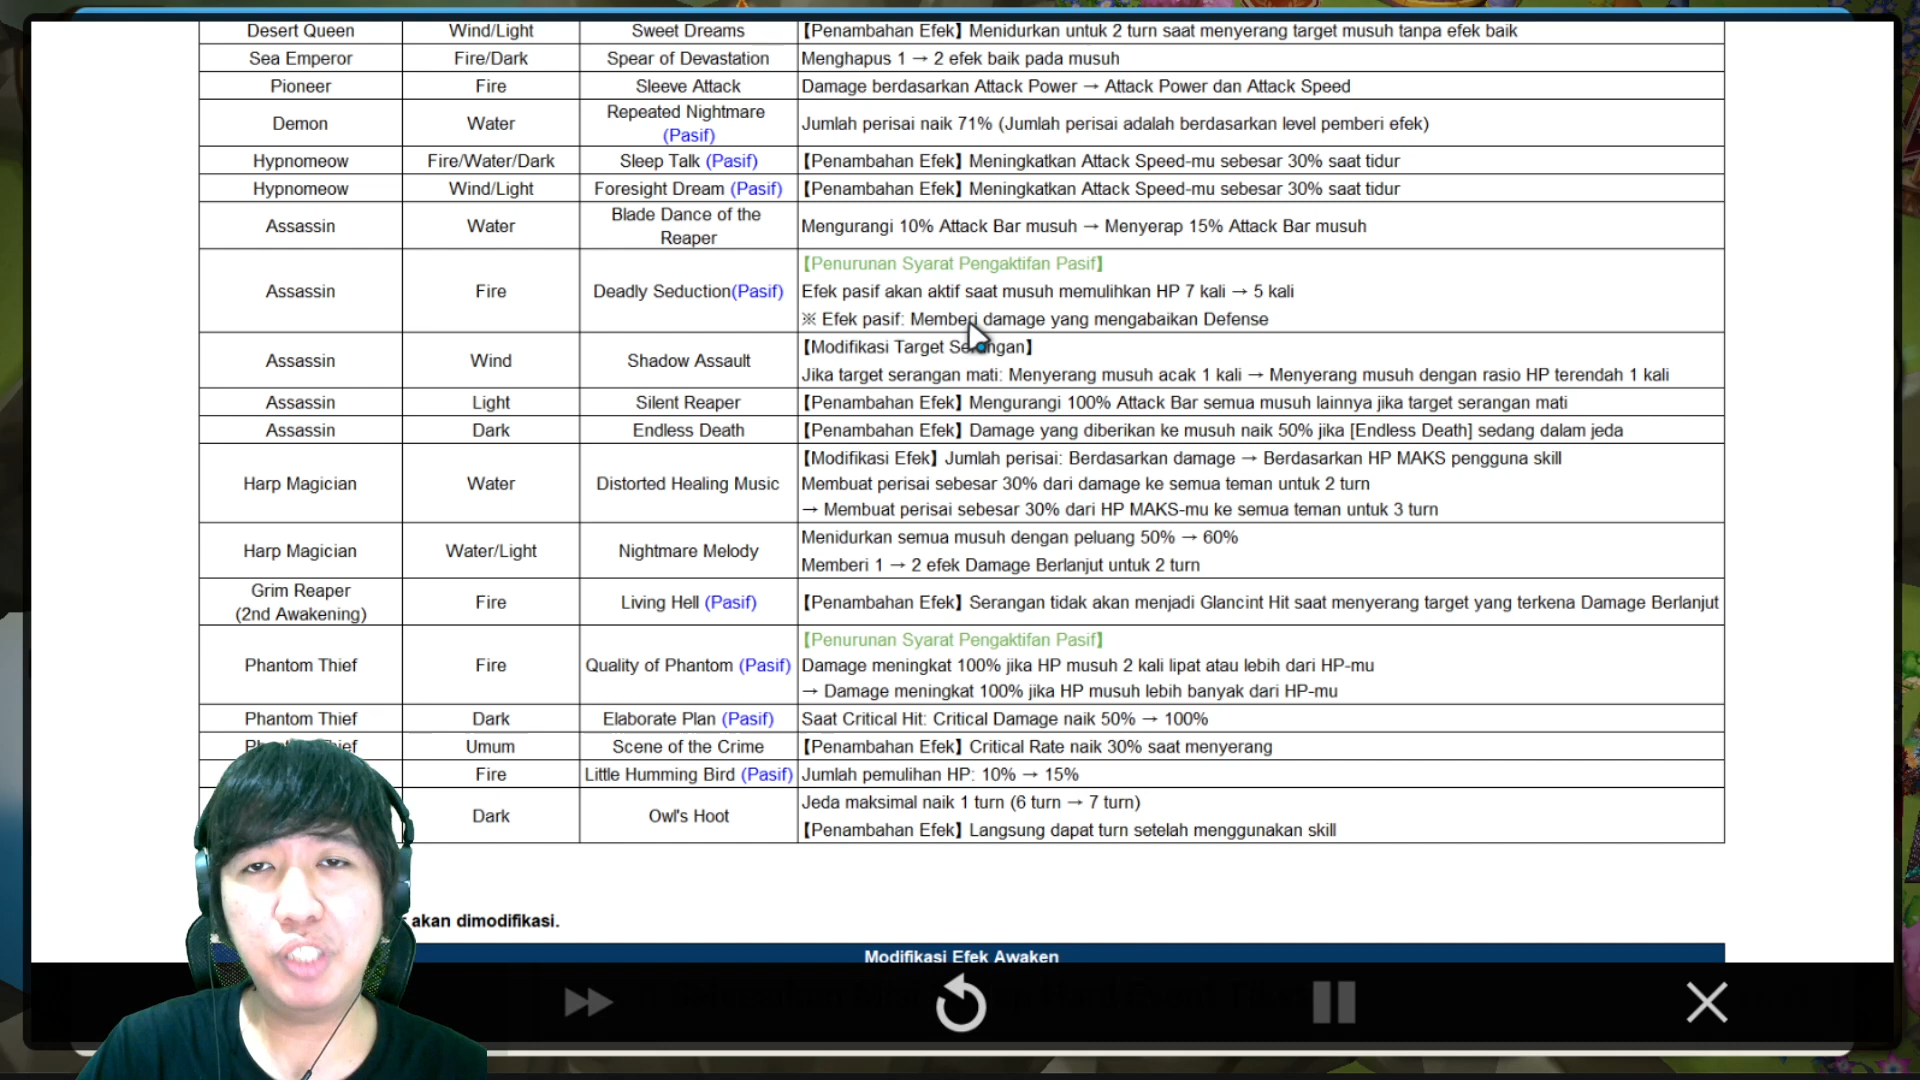 Desert Queen Wind/Light Sweet Dreams 【Penambahan Efek】 Menidurkan untuk 2 turn saat menyerang target musuh tanpa efek baik
Sea Emperor Fire/Dark Spear of Devastation Menghapus 1 → 2 efek baik pada musuh
Pioneer Fire Sleeve Attack Damage berdasarkan Attack Power → Attack Power dan Attack Speed
Demon Water Repeated Nightmare
(Pasif) Jumlah perisai naik 71% (Jumlah perisai adalah berdasarkan level pemberi efek)
Hypnomeow Fire/Water/Dark Sleep Talk (Pasif) 【Penambahan Efek】 Meningkatkan Attack Speed-mu sebesar 30% saat tidur
Hypnomeow Wind/Light Foresight Dream (Pasif) 【Penambahan Efek】 Meningkatkan Attack Speed-mu sebesar 30% saat tidur
Assassin Water Blade Dance of the
Reaper Mengurangi 10% Attack Bar musuh → Menyerap 15% Attack Bar musuh
Assassin Fire Deadly Seduction(Pasif) 【Penurunan Syarat Pengaktifan Pasif】
Efek pasif akan aktif saat musuh memulihkan HP 7 kali → 5 kali
※ Efek pasif: Memberi damage yang mengabaikan Defense
Assassin Wind Shadow Assault 【Modifikasi Target Serangan】
Jika target serangan mati: Menyerang musuh acak 1 kali → Menyerang musuh dengan rasio HP terendah 1 kali
Assassin Light Silent Reaper 【Penambahan Efek】 Mengurangi 100% Attack Bar semua musuh lainnya jika target serangan mati
Assassin Dark Endless Death 【Penambahan Efek】 Damage yang diberikan ke musuh naik 50% jika [Endless Death] sedang dalam jeda
Harp Magician Water Distorted Healing Music 【Modifikasi Efek】 Jumlah perisai: Berdasarkan damage → Berdasarkan HP MAKS pengguna skill
Membuat perisai sebesar 30% dari damage ke semua teman untuk 2 turn
→ Membuat perisai sebesar 30% dari HP MAKS-mu ke semua teman untuk 3 turn
Harp Magician Water/Light Nightmare Melody Menidurkan semua musuh dengan peluang 50% → 60%
Memberi 1 → 2 efek Damage Berlanjut untuk 2 turn
Grim Reaper
(2nd Awakening) Fire Living Hell (Pasif) 【Penambahan Efek】 Serangan tidak akan menjadi Glancint Hit saat menyerang target yang terkena Damage Berlanjut
Phantom Thief Fire Quality of Phantom (Pasif) 【Penurunan Syarat Pengaktifan Pasif】
Damage meningkat 100% jika HP musuh 2 kali lipat atau lebih dari HP-mu
→ Damage meningkat 100% jika HP musuh lebih banyak dari HP-mu
Phantom Thief Dark Elaborate Plan (Pasif) Saat Critical Hit: Critical Damage naik 50% → 100%
Umum Scene of the Crime 【Penambahan Efek】 Critical Rate naik 30% saat menyerang
Fire Little Humming Bird (Pasif) Jumlah pemulihan HP: 10% → 15%
Dark Owl's Hoot Jeda maksimal naik 1 turn (6 turn → 7 turn)
【Penambahan Efek】 Langsung dapat turn setelah menggunakan skill
akan dimodifikasi.
Modifikasi Efek Awaken